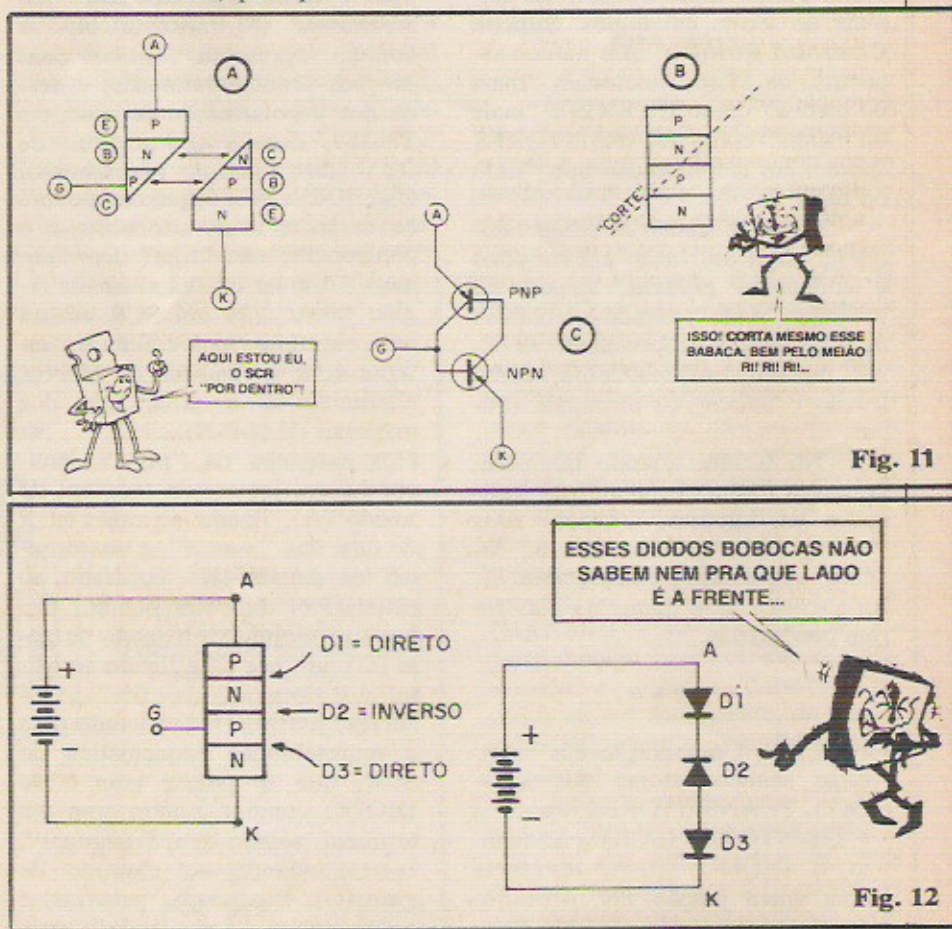 A
A
E
P
B
N
G
P
C
N
C
P
B
N
E
K
B
P
N
P
N
"CORTE"
ISSO! CORTA MESMO ESSE
BABACA. BEM PELO MEIÃO
RI! RI! RI!...
A
PNP
G
C
NPN
K
AQUI ESTOU EU,
O SCR
"POR DENTRO"!
Fig. 11
A
+
P
D1= DIRETO
N
G
D2 = INVERSO
P
D3= DIRETO
N
K
ESSES DIODOS BOBOCAS NÃO
SABEM NEM PRA QUE LADO
É A FRENTE...
A
D1
+
D2
−
D3
K
Fig. 12